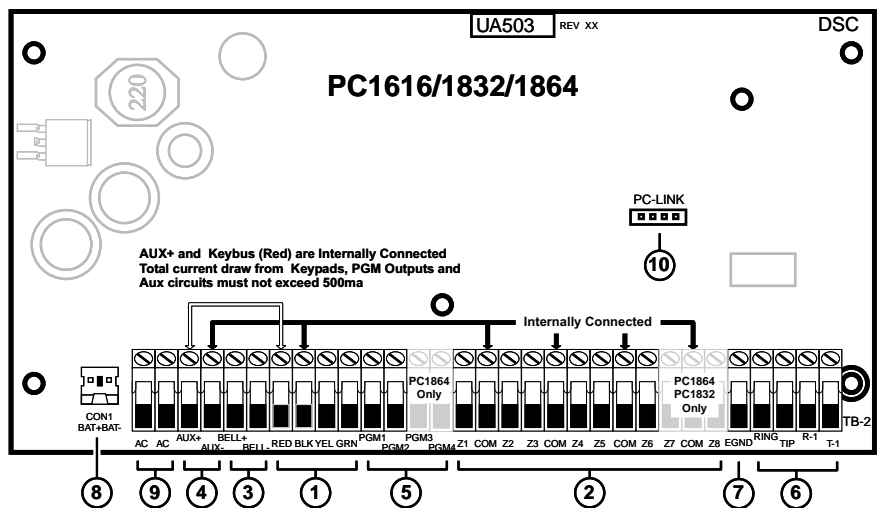 UA503 REV XX DSC
220
PC1616/1832/1864
PC-LINK
10
AUX+ and Keybus (Red) are Internally Connected
Total current draw from Keypads, PGM Outputs and
Aux circuits must not exceed 500ma
Internally Connected
PC1864
Only
PC1864
PC1832
Only
CON1
BAT+BAT-
TB-2
AC AC AUX+ AUX- BELL+ BELL- RED BLK YEL GRN PGM1 PGM2 PGM3 PGM4 Z1 COM Z2 Z3 COM Z4 Z5 COM Z6 Z7 COM Z8 EGND RING TIP R-1 T-1
8 9 4 3 1 5 2 7 6